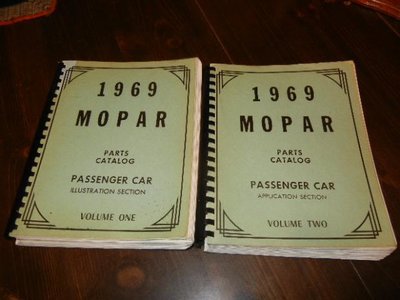 1969
MOPAR
PARTS
CATALOG
PASSENGER CAR
ILLUSTRATION SECTION
VOLUME ONE
1969
MOPAR
PARTS
CATALOG
PASSENGER CAR
APPLICATION SECTION
VOLUME TWO